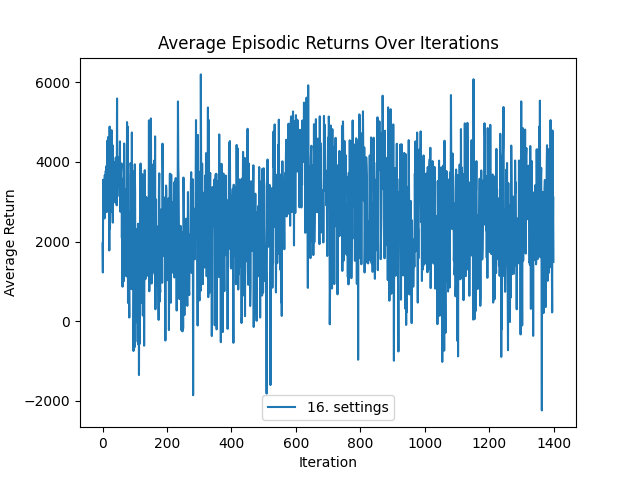 Average Episodic Returns Over Iterations
Average Return
6000
4000
2000
0
−2000
16. settings
0 200 400 600 800 1000 1200 1400
Iteration